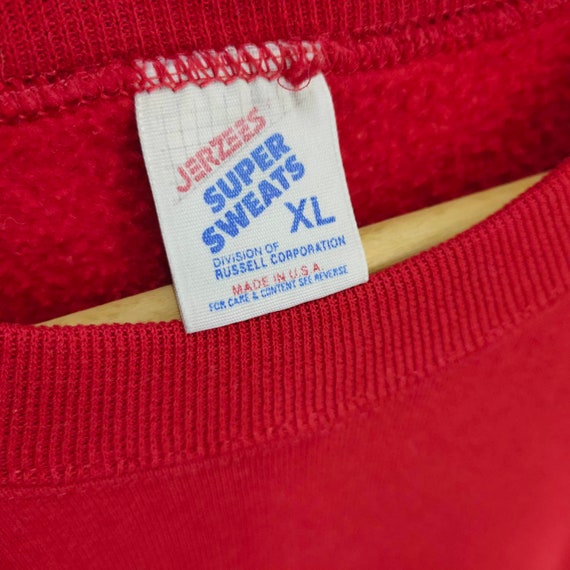 JERZEES
SUPER
SWEATS
XL
DIVISION OF
RUSSELL CORPORATION
MADE IN U.S.A.
FOR CARE & CONTENT SEE REVERSE